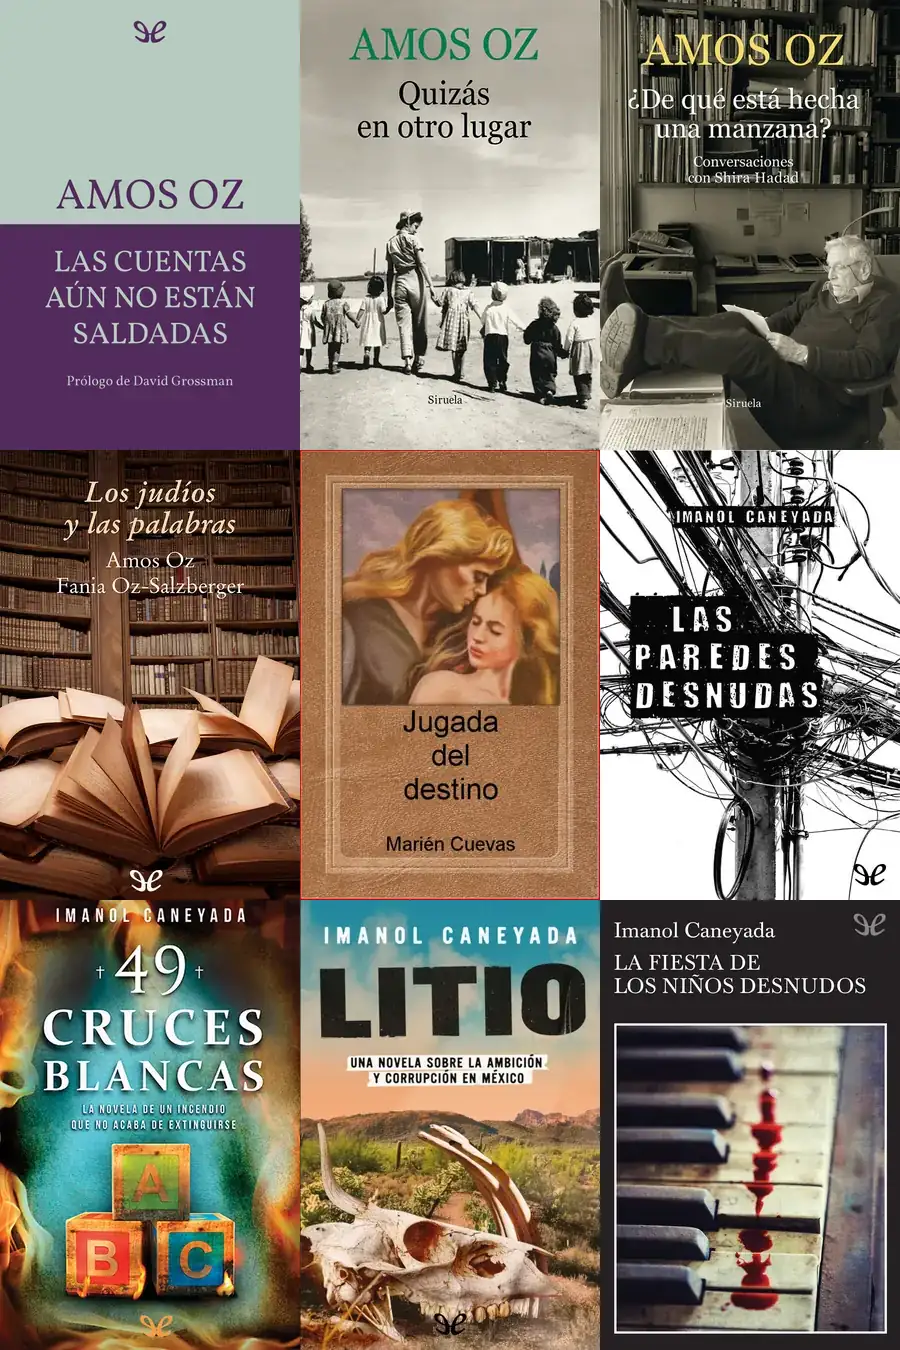 AMOS OZ
LAS CUENTAS
AÚN NO ESTÁN
SALDADAS
Prólogo de David Grossman
AMOS OZ
Quizás
en otro lugar
Siruela
AMOS OZ
¿De qué está hecha
una manzana?
Conversaciones
con Shira Hadad
Siruela
Los judíos
y las palabras
Amos Oz
Fania Oz-Salzberger
Jugada
del
destino
Marién Cuevas
IMANOL CANEYADA
LAS
PAREDES
DESNUDAS
IMANOL CANEYADA
49
CRUCES
BLANCAS
LA NOVELA DE UN INCENDIO
QUE NO ACABA DE EXTINGUIRSE
A
B C
IMANOL CANEYADA
LITIO
UNA NOVELA SOBRE LA AMBICIÓN
Y CORRUPCIÓN EN MÉXICO
Imanol Caneyada
LA FIESTA DE
LOS NIÑOS DESNUDOS